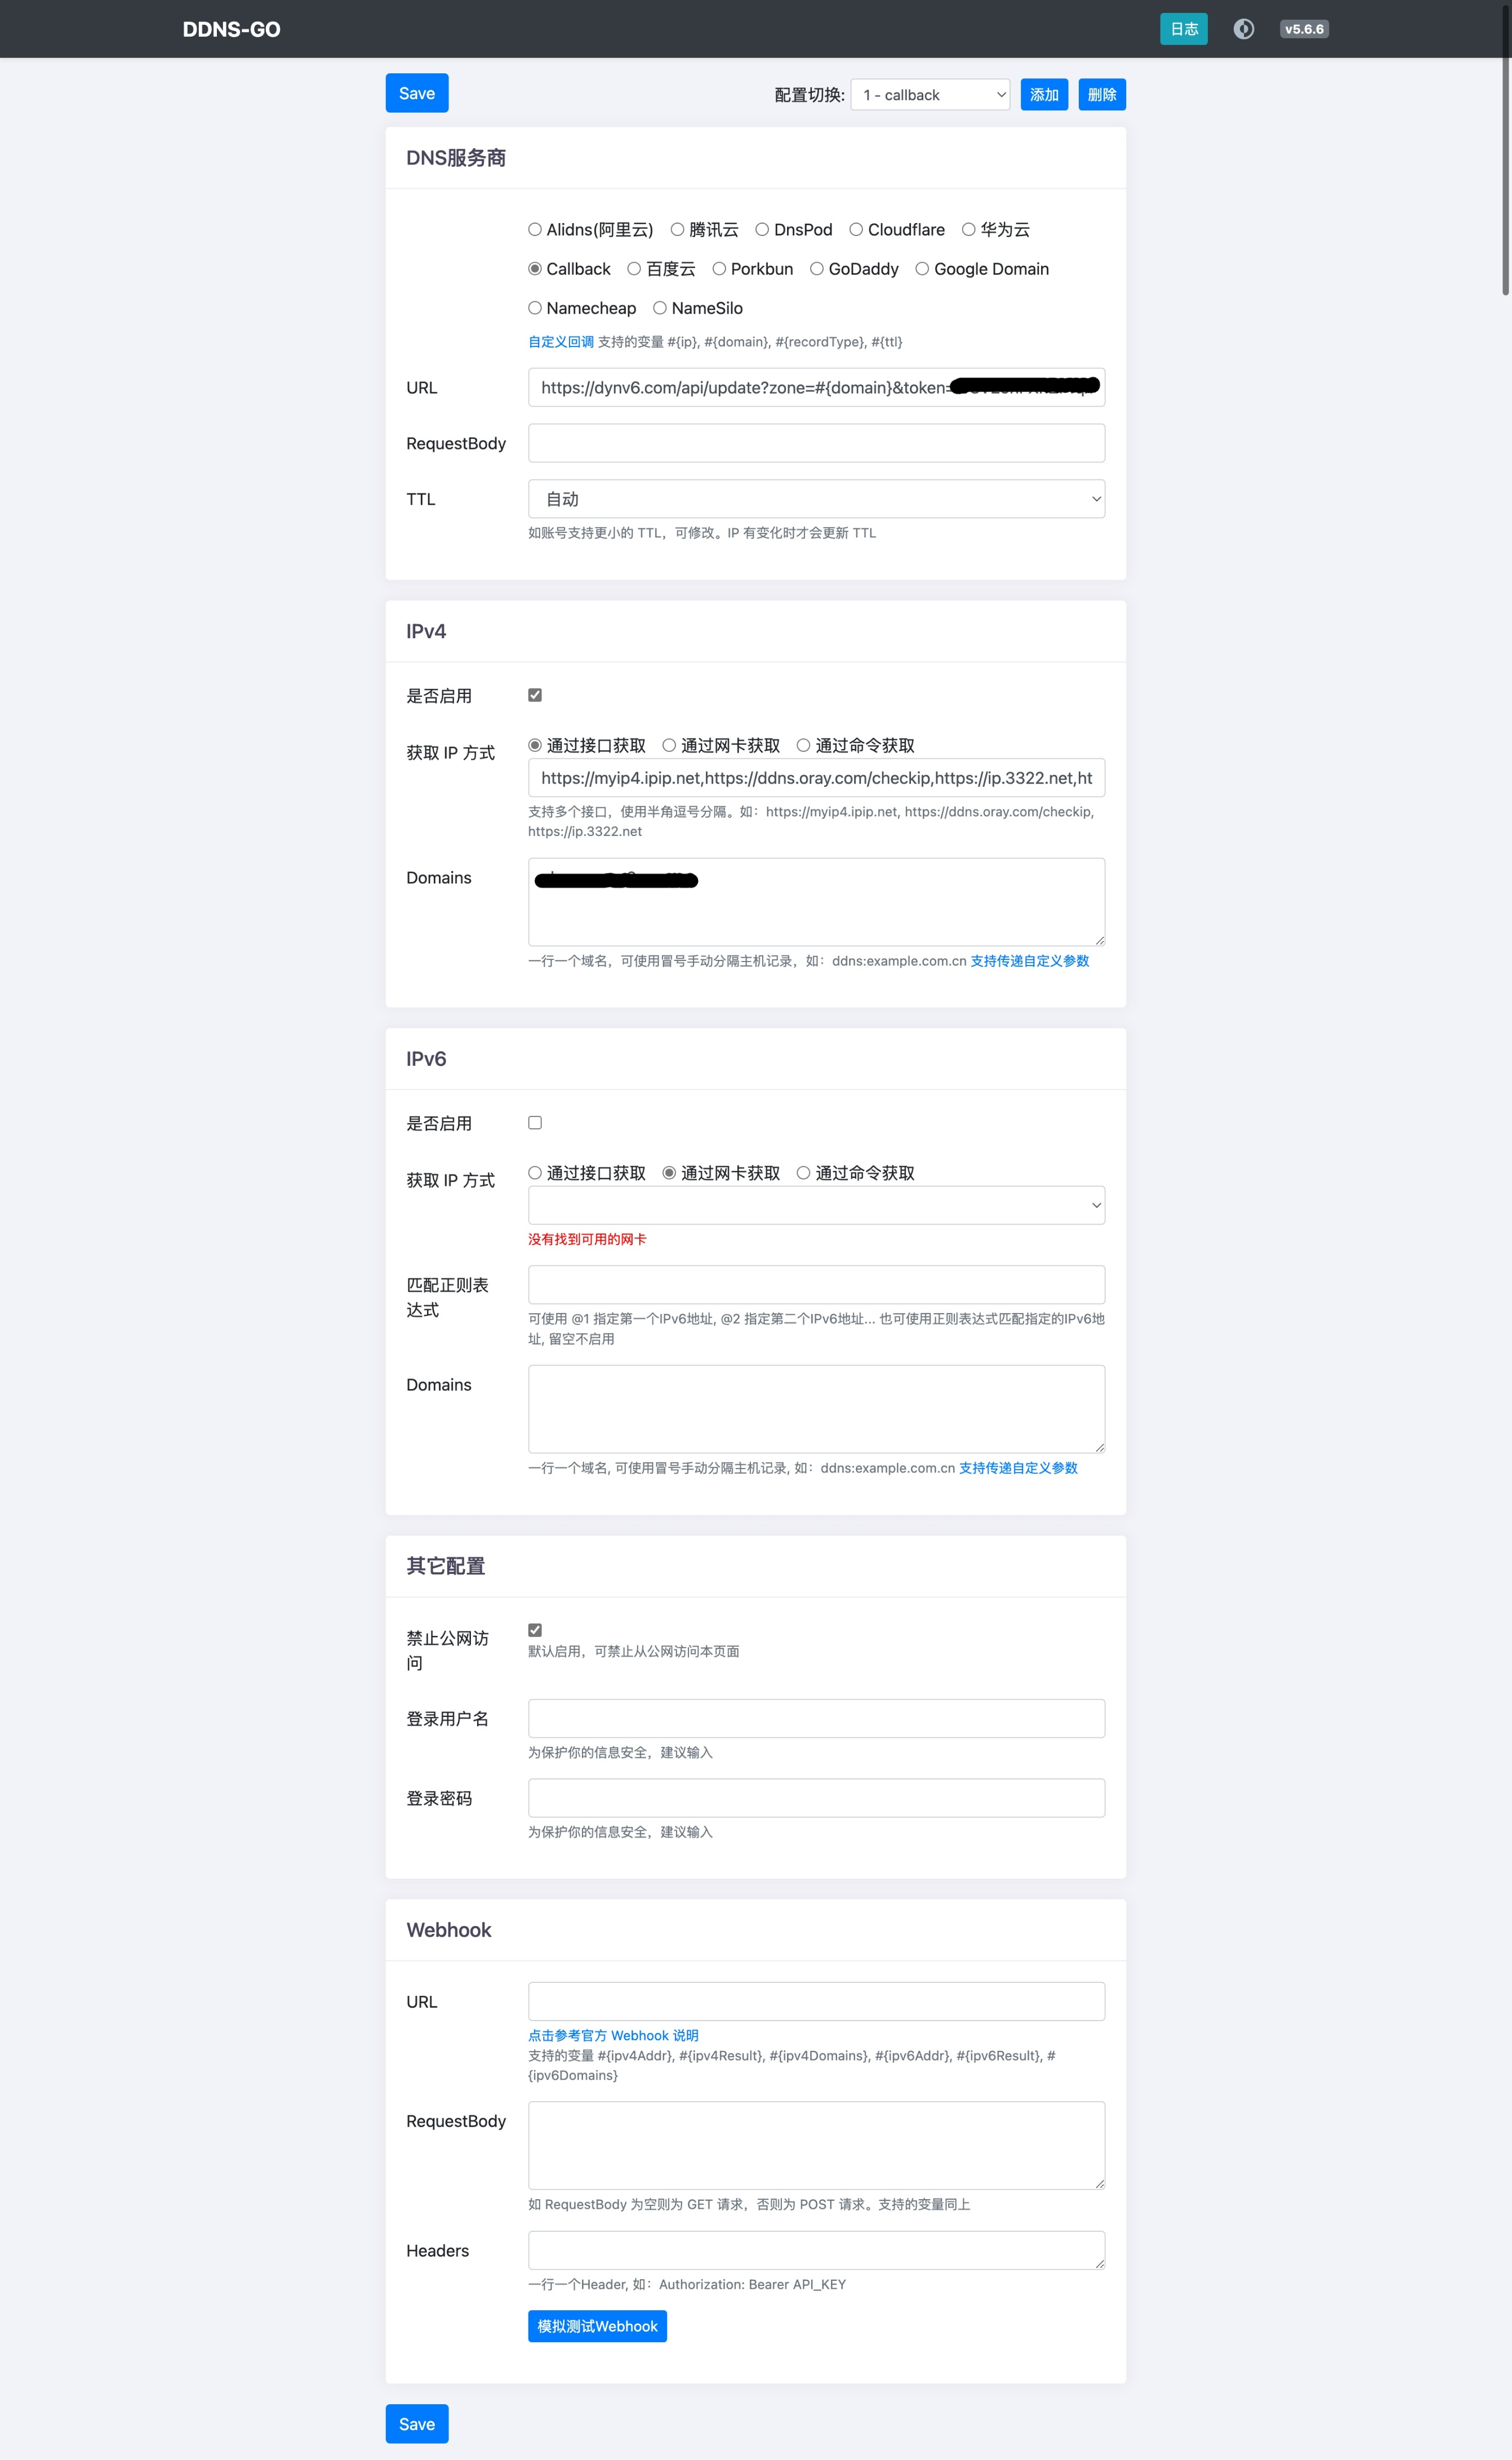 DDNS-GO 日志 v5.6.6
Save 配置切换: 1 - callback 添加 删除
DNS服务商
Alidns(阿里云) 腾讯云 DnsPod Cloudflare 华为云
Callback 百度云 Porkbun GoDaddy Google Domain
Namecheap NameSilo
自定义回调 支持的变量 #{ip}, #{domain}, #{recordType}, #{ttl}
URL https://dynv6.com/api/update?zone=#{domain}&token=
RequestBody
TTL 自动
如账号支持更小的 TTL，可修改。IP 有变化时才会更新 TTL
IPv4
是否启用
获取 IP 方式 通过接口获取 通过网卡获取 通过命令获取
https://myip4.ipip.net,https://ddns.oray.com/checkip,https://ip.3322.net,ht
支持多个接口，使用半角逗号分隔。如：https://myip4.ipip.net, https://ddns.oray.com/checkip,
https://ip.3322.net
Domains
一行一个域名，可使用冒号手动分隔主机记录，如：ddns:example.com.cn 支持传递自定义参数
IPv6
是否启用
获取 IP 方式 通过接口获取 通过网卡获取 通过命令获取
没有找到可用的网卡
匹配正则表
达式
可使用 @1 指定第一个IPv6地址, @2 指定第二个IPv6地址... 也可使用正则表达式匹配指定的IPv6地
址, 留空不启用
Domains
一行一个域名, 可使用冒号手动分隔主机记录, 如：ddns:example.com.cn 支持传递自定义参数
其它配置
禁止公网访
问
默认启用，可禁止从公网访问本页面
登录用户名
为保护你的信息安全，建议输入
登录密码
为保护你的信息安全，建议输入
Webhook
URL
点击参考官方 Webhook 说明
支持的变量 #{ipv4Addr}, #{ipv4Result}, #{ipv4Domains}, #{ipv6Addr}, #{ipv6Result}, #
{ipv6Domains}
RequestBody
如 RequestBody 为空则为 GET 请求，否则为 POST 请求。支持的变量同上
Headers
一行一个Header, 如：Authorization: Bearer API_KEY
模拟测试Webhook
Save